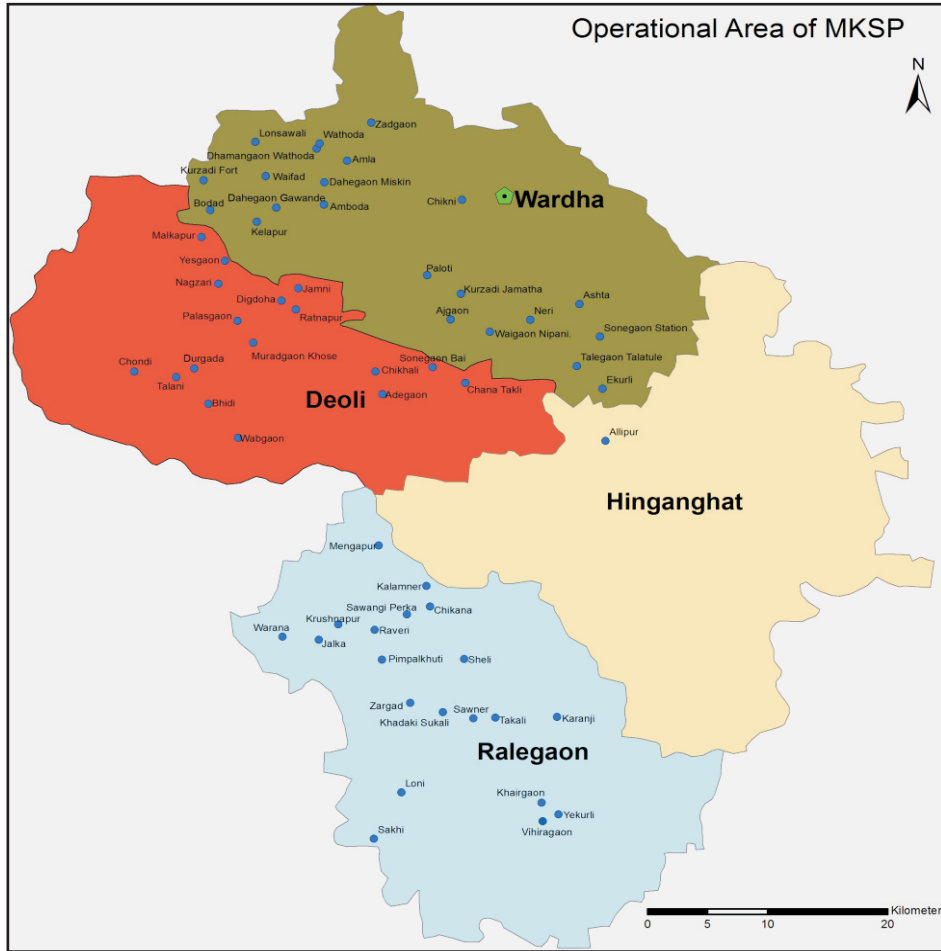 Operational Area of MKSP
N
Zadgaon
Lonsawali
Wathoda
Dhamangaon Wathoda
Amla
Kurzadi Fort
Waifad
Dahegaon Miskin
Dahegaon Gawande
Chikni
Wardha
Bodad
Amboda
Kelapur
Malkapur
Yesgaon
Paloti
Nagzari
Jamni
Kurzadi Jamatha
Digdoha
Ashta
Ratnapur
Palasgaon
Ajgaon
Neri
Waigaon Nipani.
Sonegaon Station
Muradgaon Khose
Sonegaon Bai
Chondi
Durgada
Chikhali
Talegaon Talatule
Talani
Chana Takli
Deoli
Adegaon
Ekurli
Bhidi
Wabgaon
Allipur
Hinganghat
Mengapur
Kalamner
Sawangi Perka
Chikana
Krushnapur
Warana
Raveri
Jalka
Pimpalkhuti
Sheli
Zargad
Sawner
Khadaki Sukali
Takali
Karanji
Ralegaon
Loni
Khairgaon
Yekurli
Vihiragaon
Sakhi
Kilometer
0 5 10 20